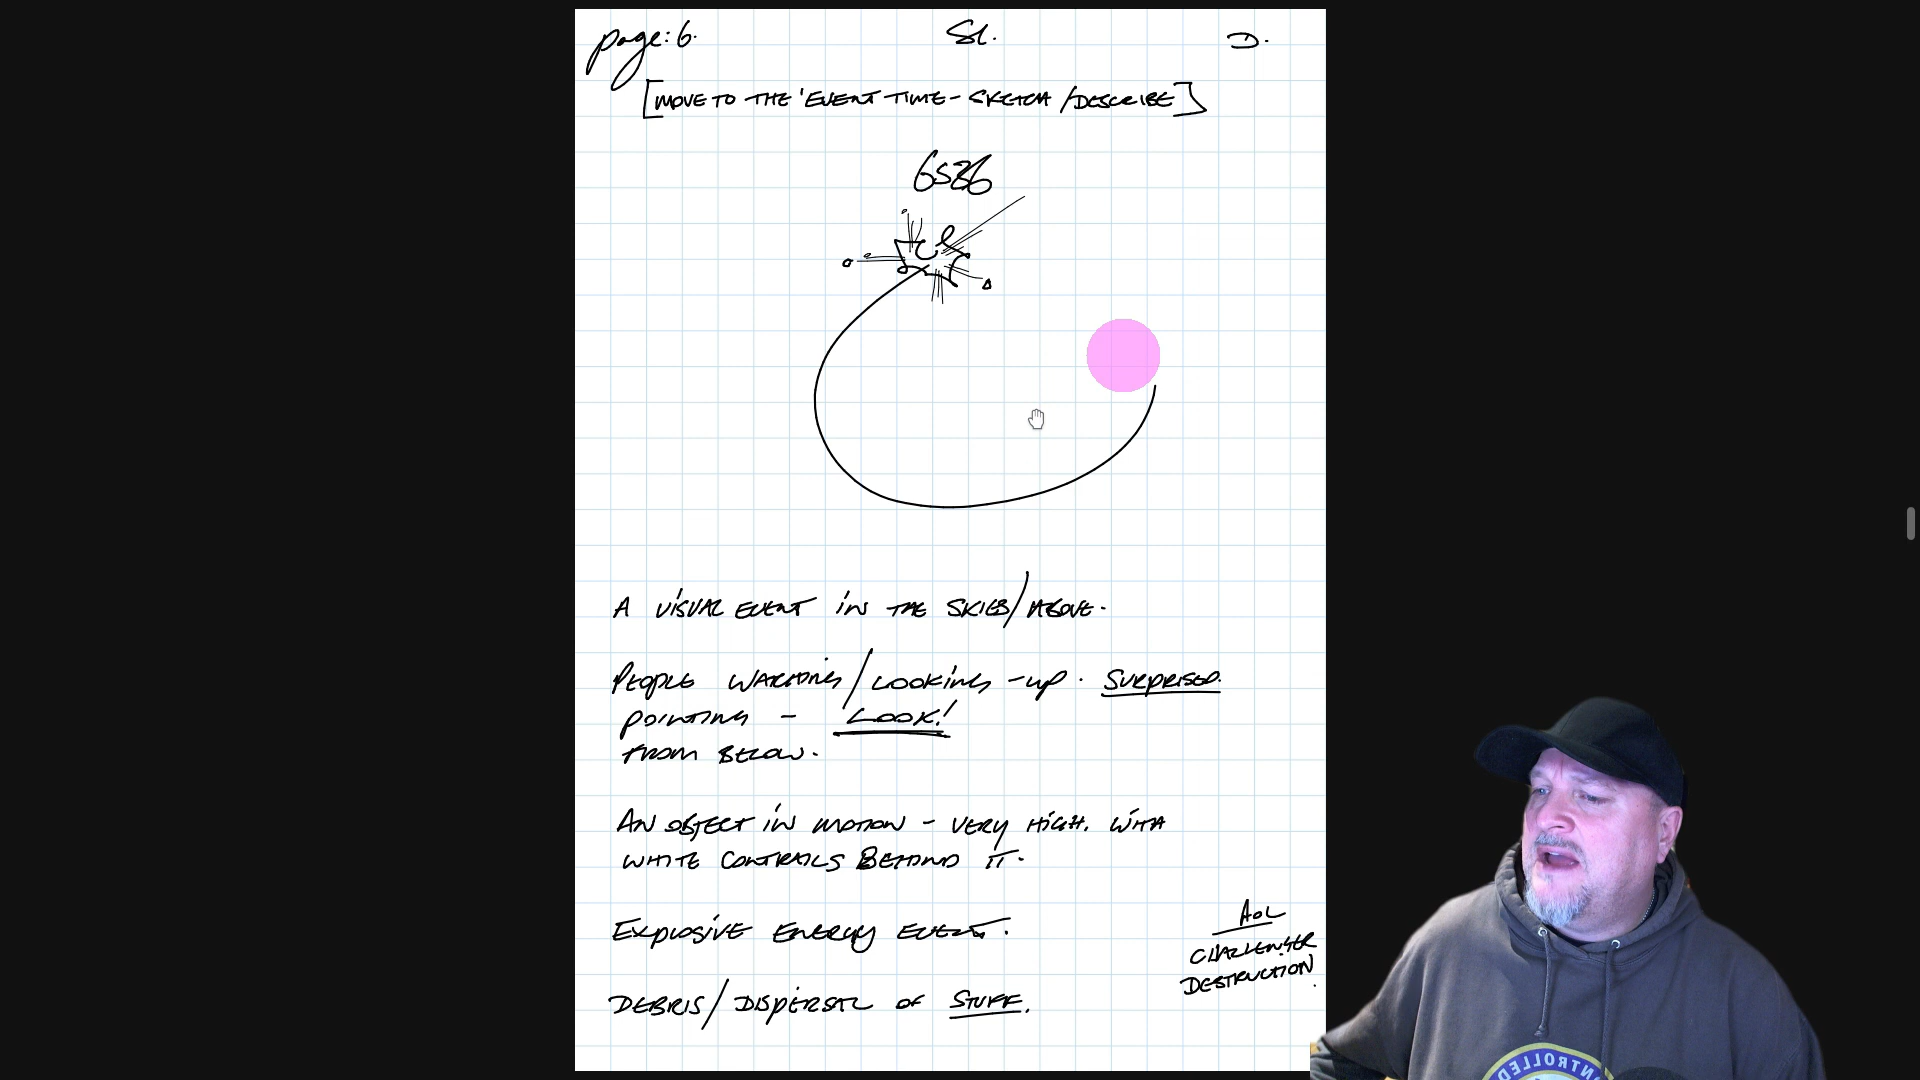 page: 6. SL. D.
[MOVE TO THE 'EVENT TIME - SKETCH / DESCRIBE]
6536
A VISUAL EVENT IN THE SKIES/ABOVE.
PEOPLE WATCHING/LOOKING-UP. SURPRISED.
POINTING - "LOOK!
FROM BELOW.
AN OBJECT IN MOTION - VERY HIGH. WITH
WHITE CONTRAILS BEHIND IT.
EXPLOSIVE ENERGY EVENT.
AOL
CHALLENGER
DESTRUCTION.
DEBRIS/DISPERSAL OF STUFF.
CONTROLLED